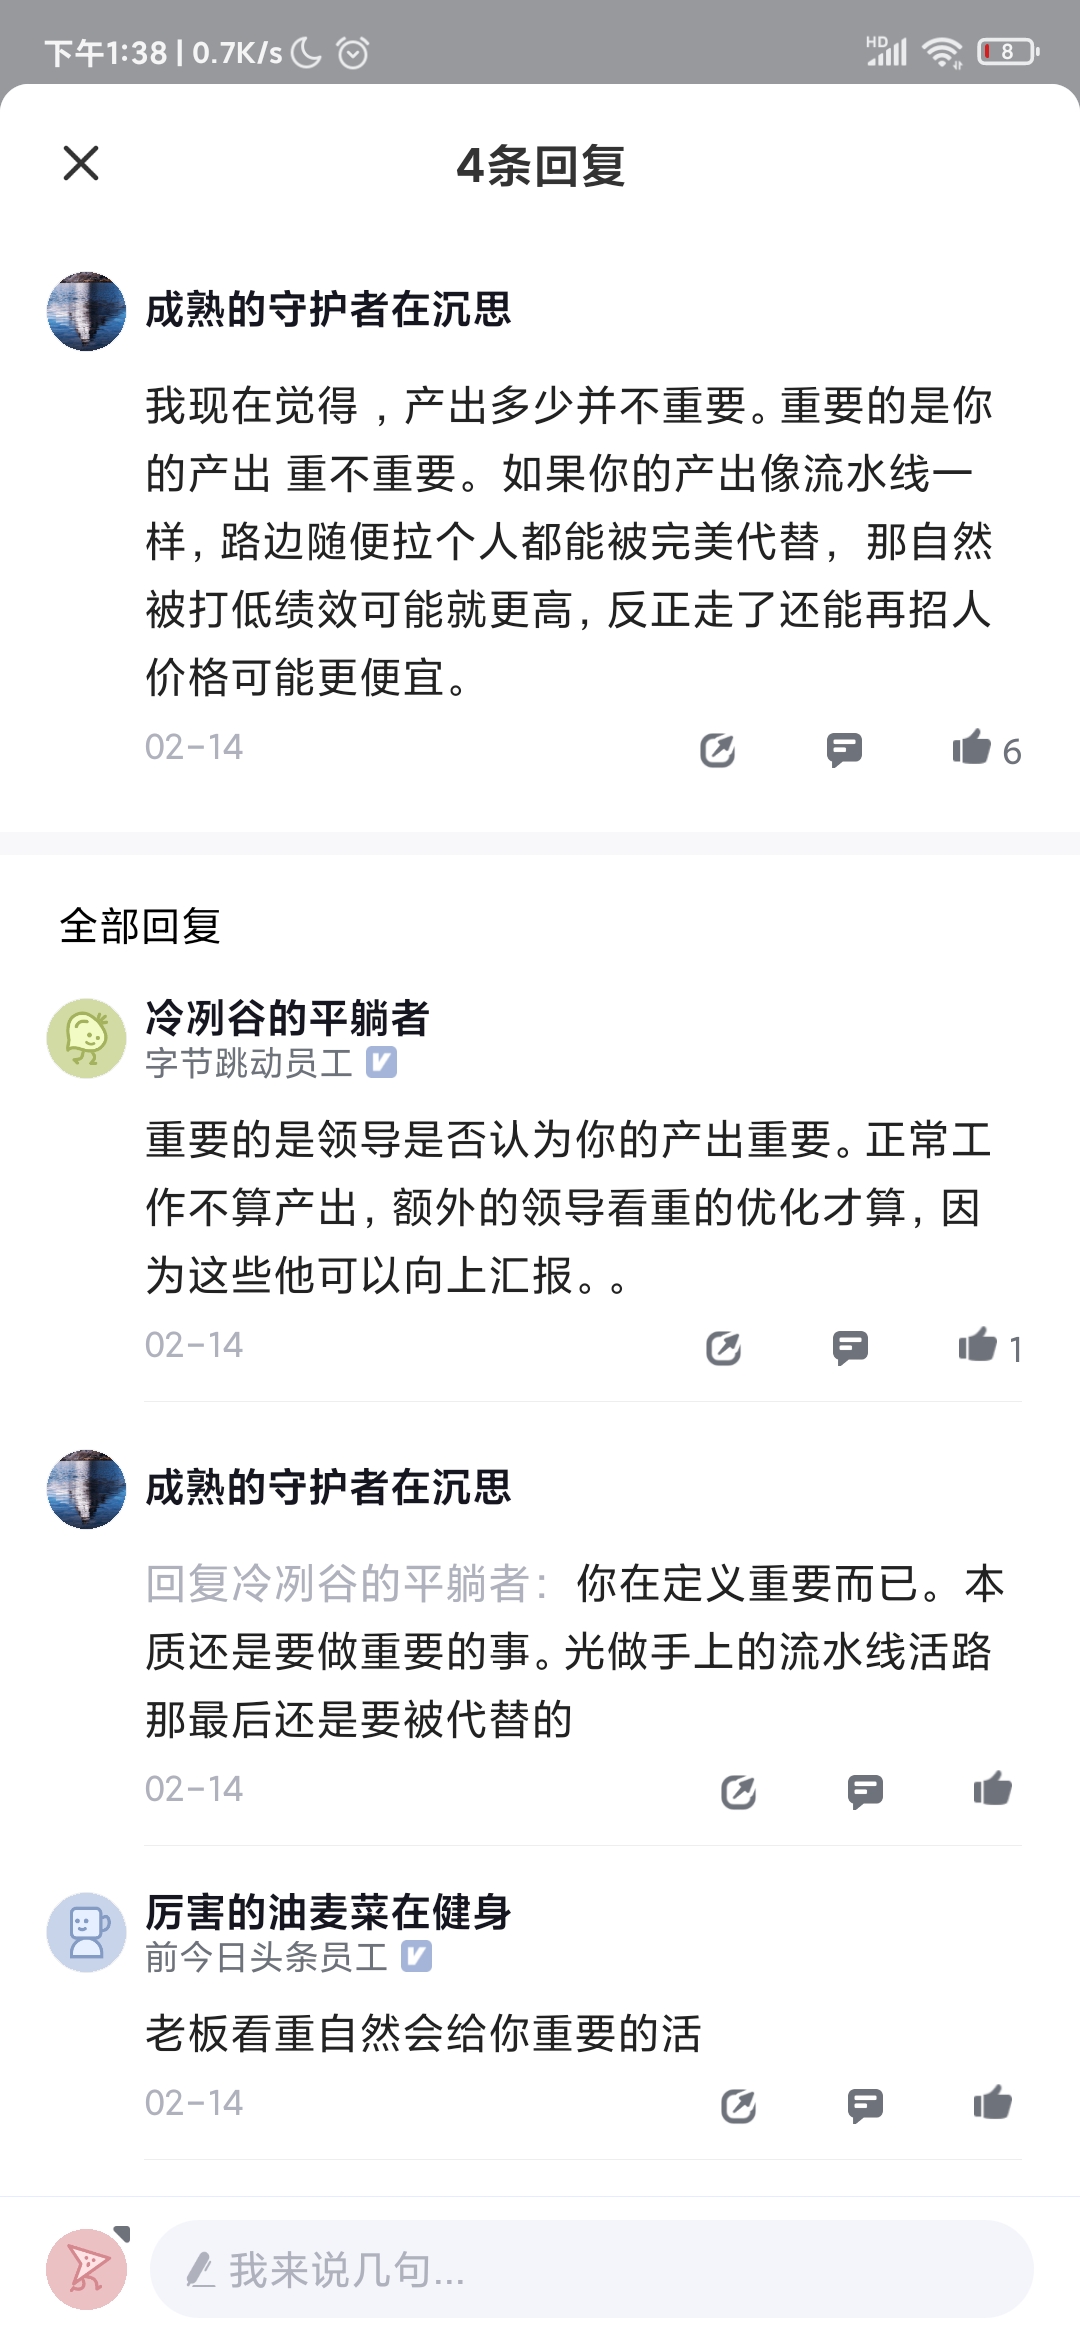 下午1:38 | 0.7K/s HD 8
4条回复
成熟的守护者在沉思
我现在觉得，产出多少并不重要。重要的是你
的产出 重不重要。如果你的产出像流水线一
样，路边随便拉个人都能被完美代替，那自然
被打低绩效可能就更高，反正走了还能再招人
价格可能更便宜。
02-14 6
全部回复
冷冽谷的平躺者
字节跳动员工
重要的是领导是否认为你的产出重要。正常工
作不算产出，额外的领导看重的优化才算，因
为这些他可以向上汇报。。
02-14 1
成熟的守护者在沉思
回复冷冽谷的平躺者：你在定义重要而已。本
质还是要做重要的事。光做手上的流水线活路
那最后还是要被代替的
02-14
厉害的油麦菜在健身
前今日头条员工
老板看重自然会给你重要的活
02-14
我来说几句...